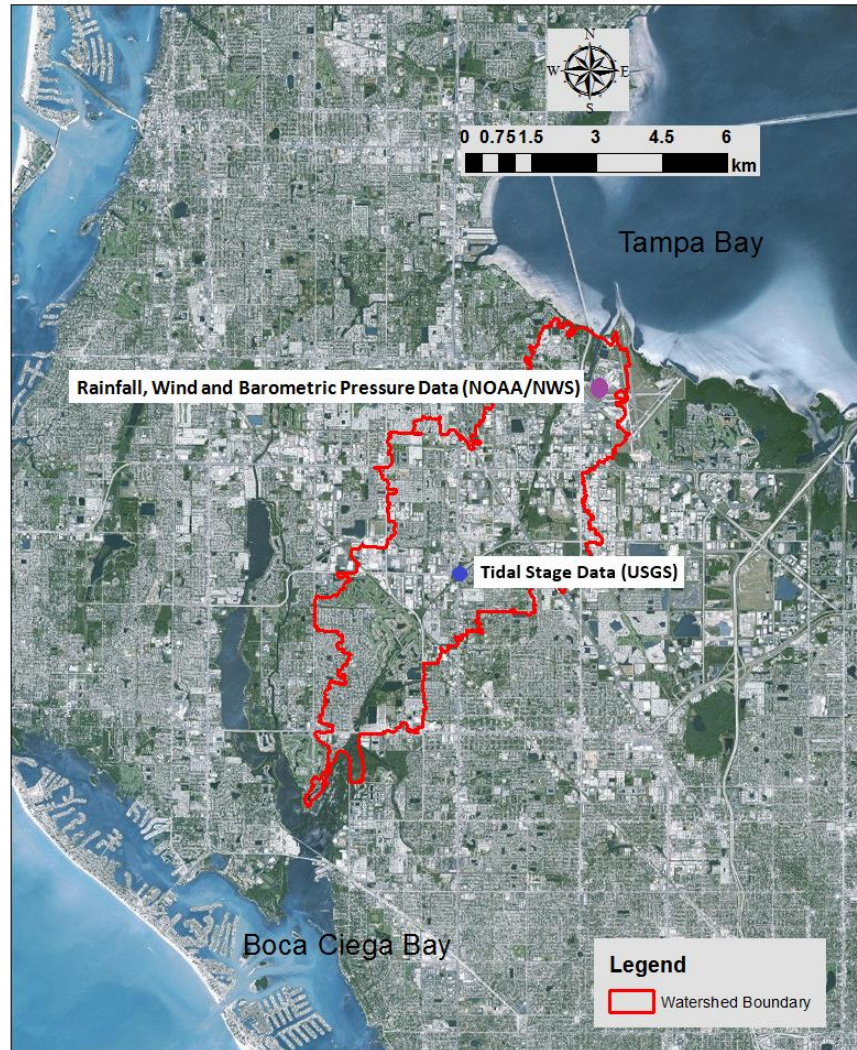 N
W E
S
0 0.75 1.5 3 4.5 6
km
Tampa Bay
Rainfall, Wind and Barometric Pressure Data (NOAA/NWS)
Tidal Stage Data (USGS)
Boca Ciega Bay
Legend
Watershed Boundary